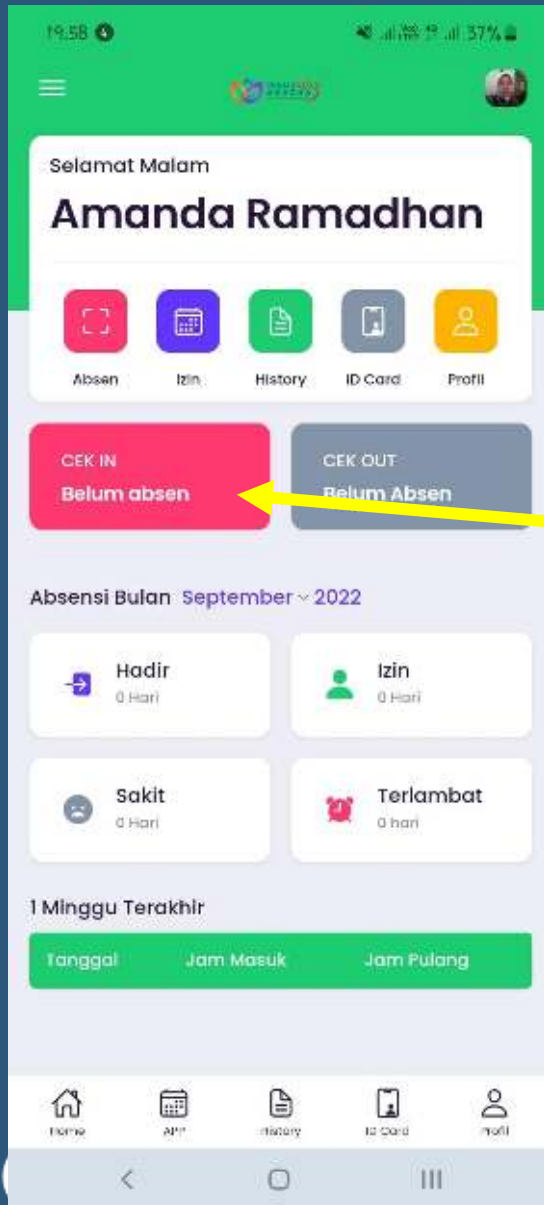 19.58
37%
Selamat Malam
Amanda Ramadhan
Absen Izin History ID Card Profil
CEK IN CEK OUT
Belum absen Belum Absen
Absensi Bulan September 2022
Hadir Izin
0 Hari 0 Hari
Sakit Terlambat
0 Hari 0 hari
1 Minggu Terakhir
Tanggal Jam Masuk Jam Pulang
Home APP History ID Card Profil